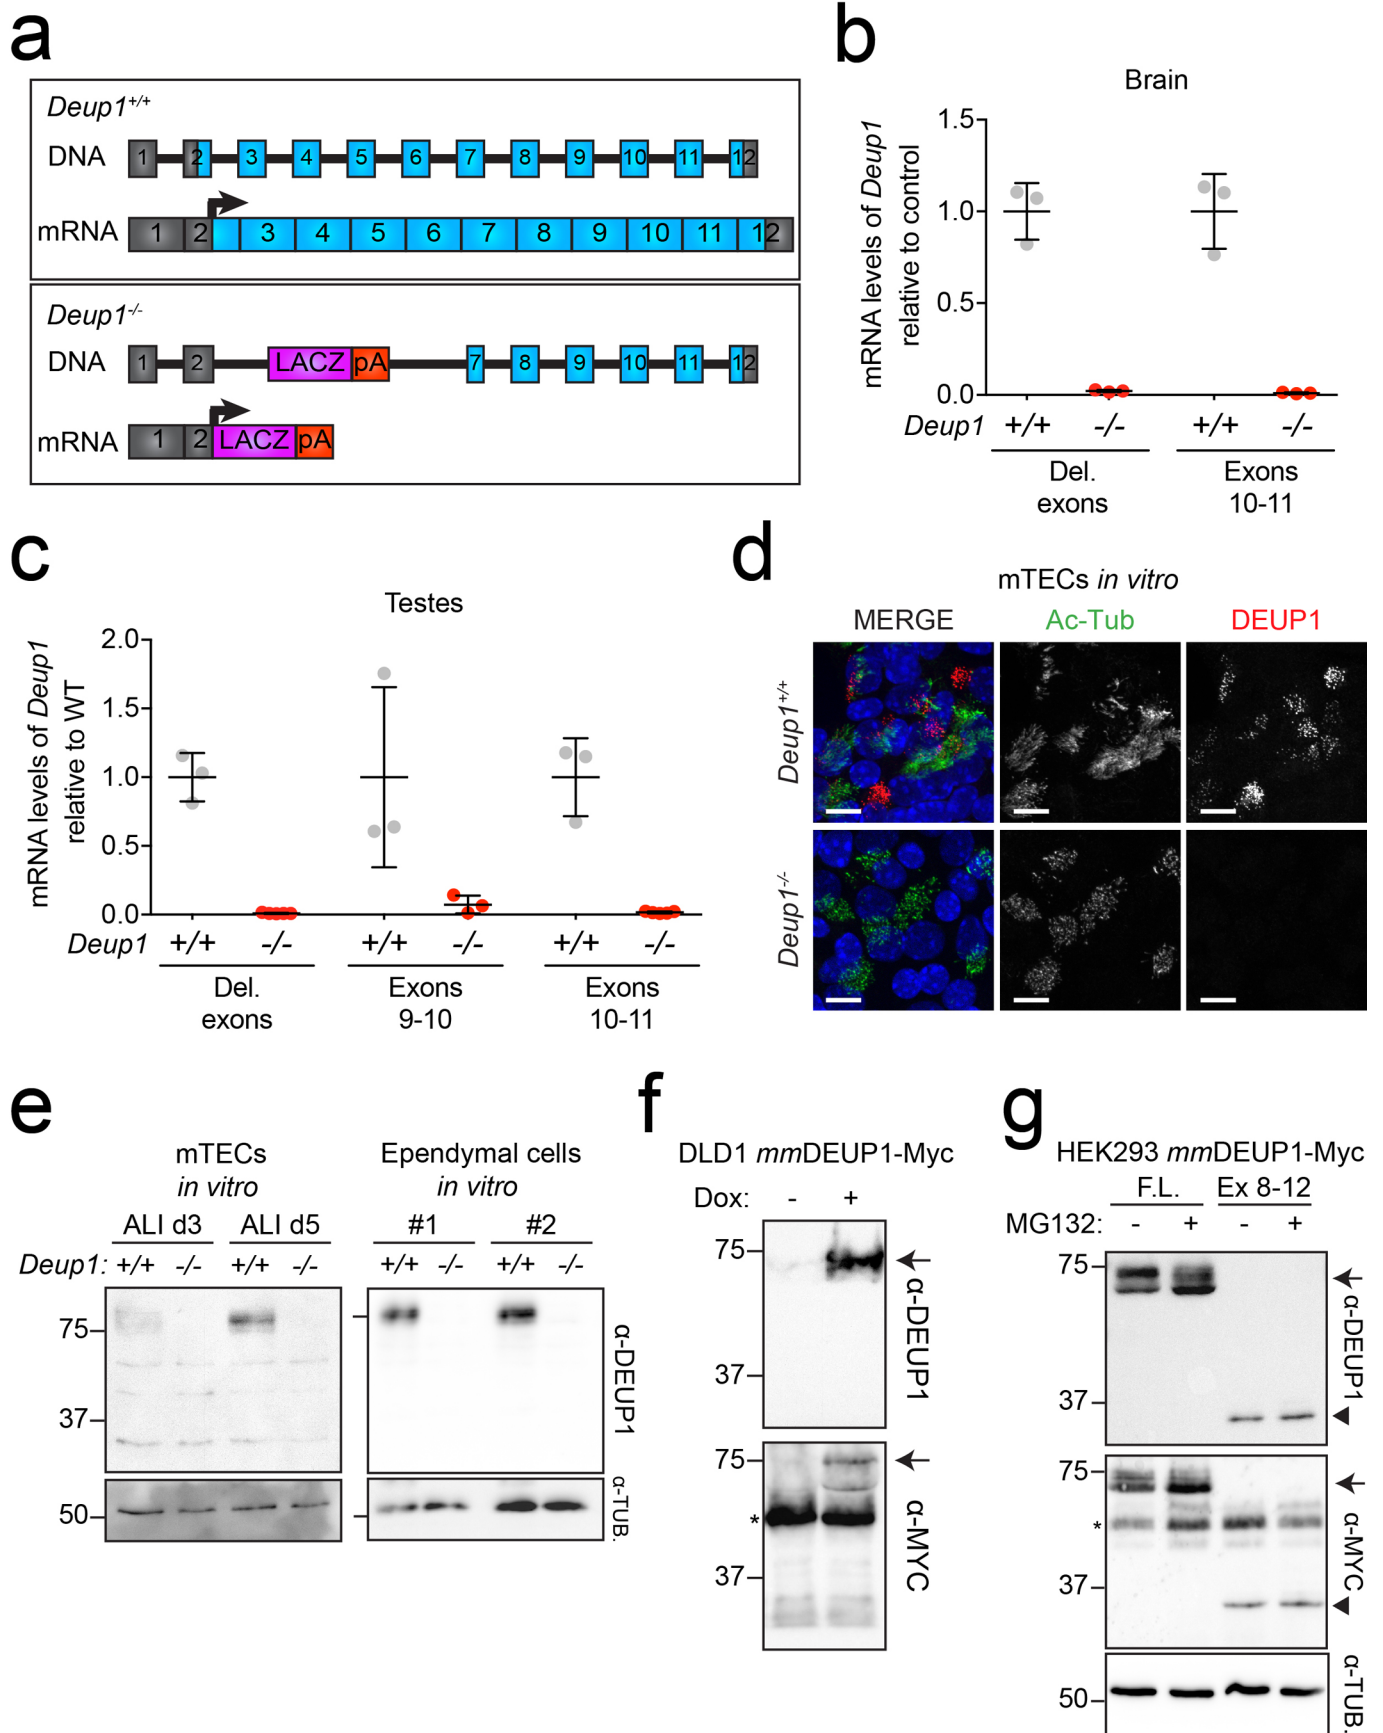 a
Deup1+/+
DNA
1 2 3 4 5 6 7 8 9 10 11 12
mRNA
1 2 3 4 5 6 7 8 9 10 11 12
Deup1-/-
DNA
1 2 LACZ pA 7 8 9 10 11 12
mRNA
1 2 LACZ pA
b
Brain
mRNA levels of Deup1
relative to control
1.5
1.0
0.5
0.0
Deup1 +/+ -/- +/+ -/-
Del.
exons
Exons
10-11
c
Testes
mRNA levels of Deup1
relative to WT
2.0
1.5
1.0
0.5
0.0
Deup1 +/+ -/- +/+ -/- +/+ -/-
Del.
exons
Exons
9-10
Exons
10-11
d
mTECs in vitro
MERGE Ac-Tub DEUP1
Deup1+/+
Deup1-/-
e
mTECs
in vitro
ALI d3 ALI d5
Ependymal cells
in vitro
#1 #2
Deup1: +/+ -/- +/+ -/- +/+ -/- +/+ -/-
75
37
α-DEUP1
50
α-TUB.
f
DLD1 mmDEUP1-Myc
Dox: - +
75
37
α-DEUP1
75
*
37
α-MYC
g
HEK293 mmDEUP1-Myc
F.L. Ex 8-12
MG132: - + - +
75
37
α-DEUP1
75
*
37
α-MYC
50
α-TUB.